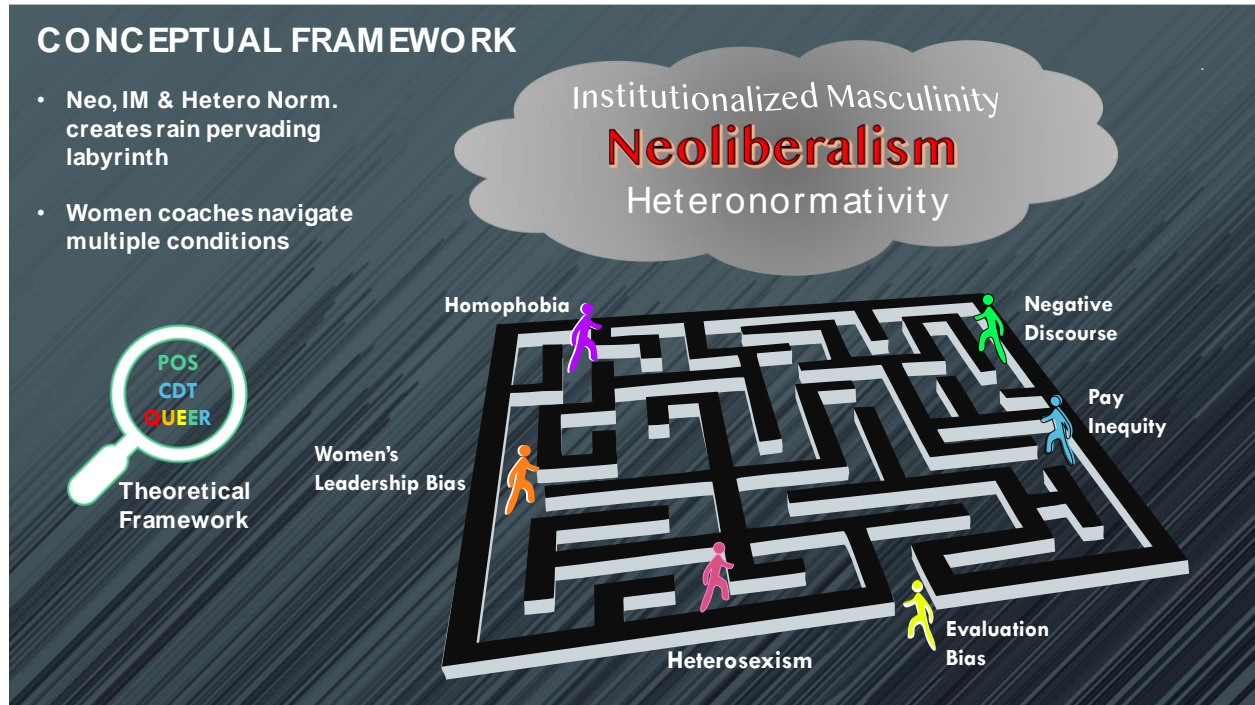 CONCEPTUAL FRAMEWORK
• Neo, IM & Hetero Norm.
creates rain pervading
labyrinth
• Women coaches navigate
multiple conditions
Institutionalized Masculinity
Neoliberalism
Heteronormativity
POS
CDT
QUEER
Theoretical
Framework
Homophobia
Negative
Discourse
Pay
Inequity
Women's
Leadership Bias
Evaluation
Bias
Heterosexism